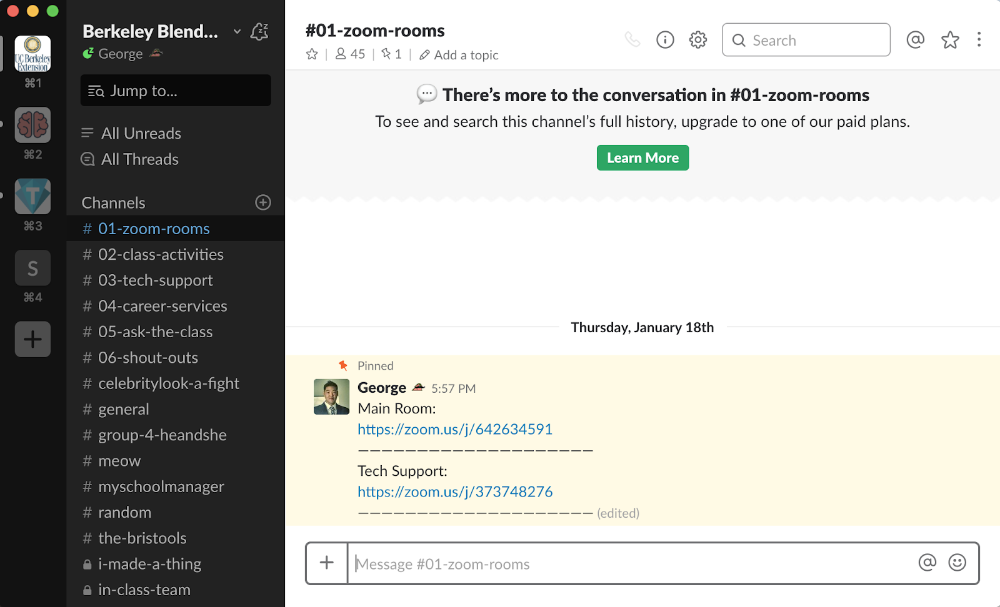 UC Berkeley
Extension
⌘1
⌘2
T
⌘3
S
⌘4
Berkeley Blend...
George
Jump to...
All Unreads
All Threads
Channels
# 01-zoom-rooms
# 02-class-activities
# 03-tech-support
# 04-career-services
# 05-ask-the-class
# 06-shout-outs
# celebritylook-a-fight
# general
# group-4-heandshe
# meow
# myschoolmanager
# random
# the-bristools
i-made-a-thing
in-class-team
#01-zoom-rooms
45 | 1 | Add a topic
Search
There's more to the conversation in #01-zoom-rooms
To see and search this channel's full history, upgrade to one of our paid plans.
Learn More
Thursday, January 18th
Pinned
George 5:57 PM
Main Room:
https://zoom.us/j/642634591
————————————————————
Tech Support:
https://zoom.us/j/373748276
———————————————————— (edited)
Message #01-zoom-rooms